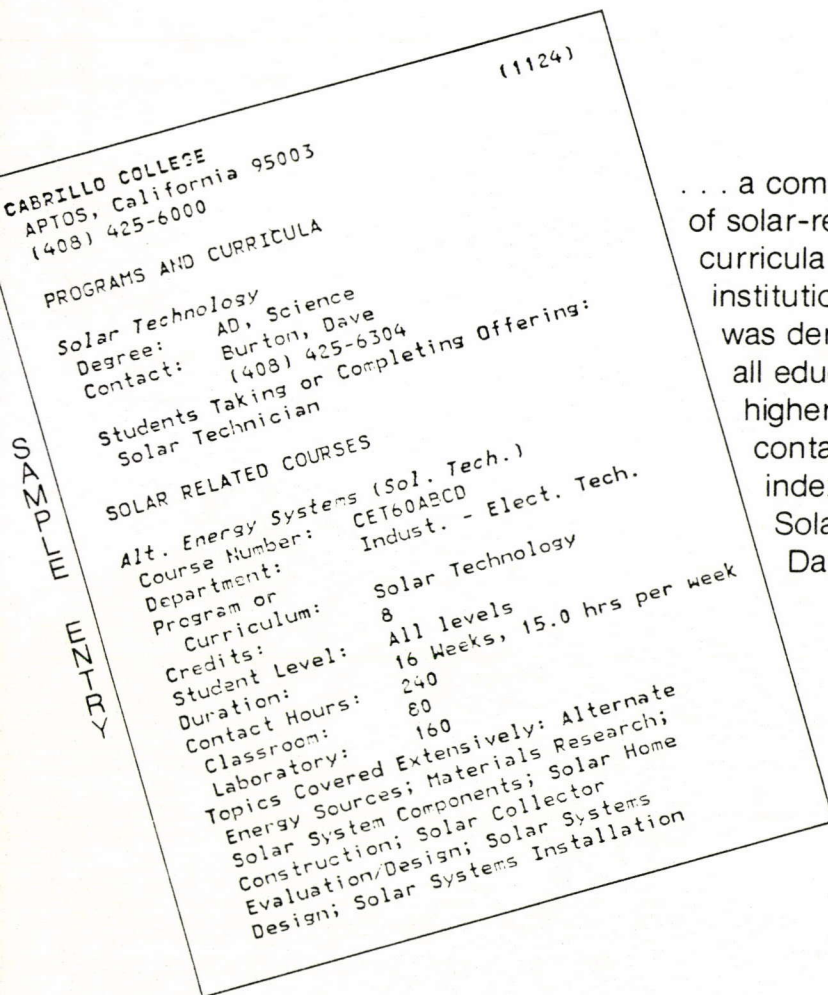 (1124)
CABRILLO COLLEGE
APTOS, California 95003
(408) 425-6000
PROGRAMS AND CURRICULA
Solar Technology
Degree: AD, Science
Contact: Burton, Dave
(408) 425-6304
Students Taking or Completing Offering:
Solar Technician
SOLAR RELATED COURSES
Alt. Energy Systems (Sol. Tech.)
Course Number: CET60ABCD
Department: Indust. - Elect. Tech.
Program or
Curriculum: Solar Technology
Credits: 8
Student Level: All levels
Duration: 16 Weeks, 15.0 hrs per week
Contact Hours: 240
Classroom: 80
Laboratory: 160
Topics Covered Extensively: Alternate
Energy Sources; Materials Research;
Solar System Components; Solar Home
Construction; Solar Collector
Evaluation/Design; Solar Systems
Design; Solar Systems Installation
SAMPLE ENTRY
. . . a com
of solar-re
curricula
institutio
was der
all edu
higher
conta
inde
Sola
Da